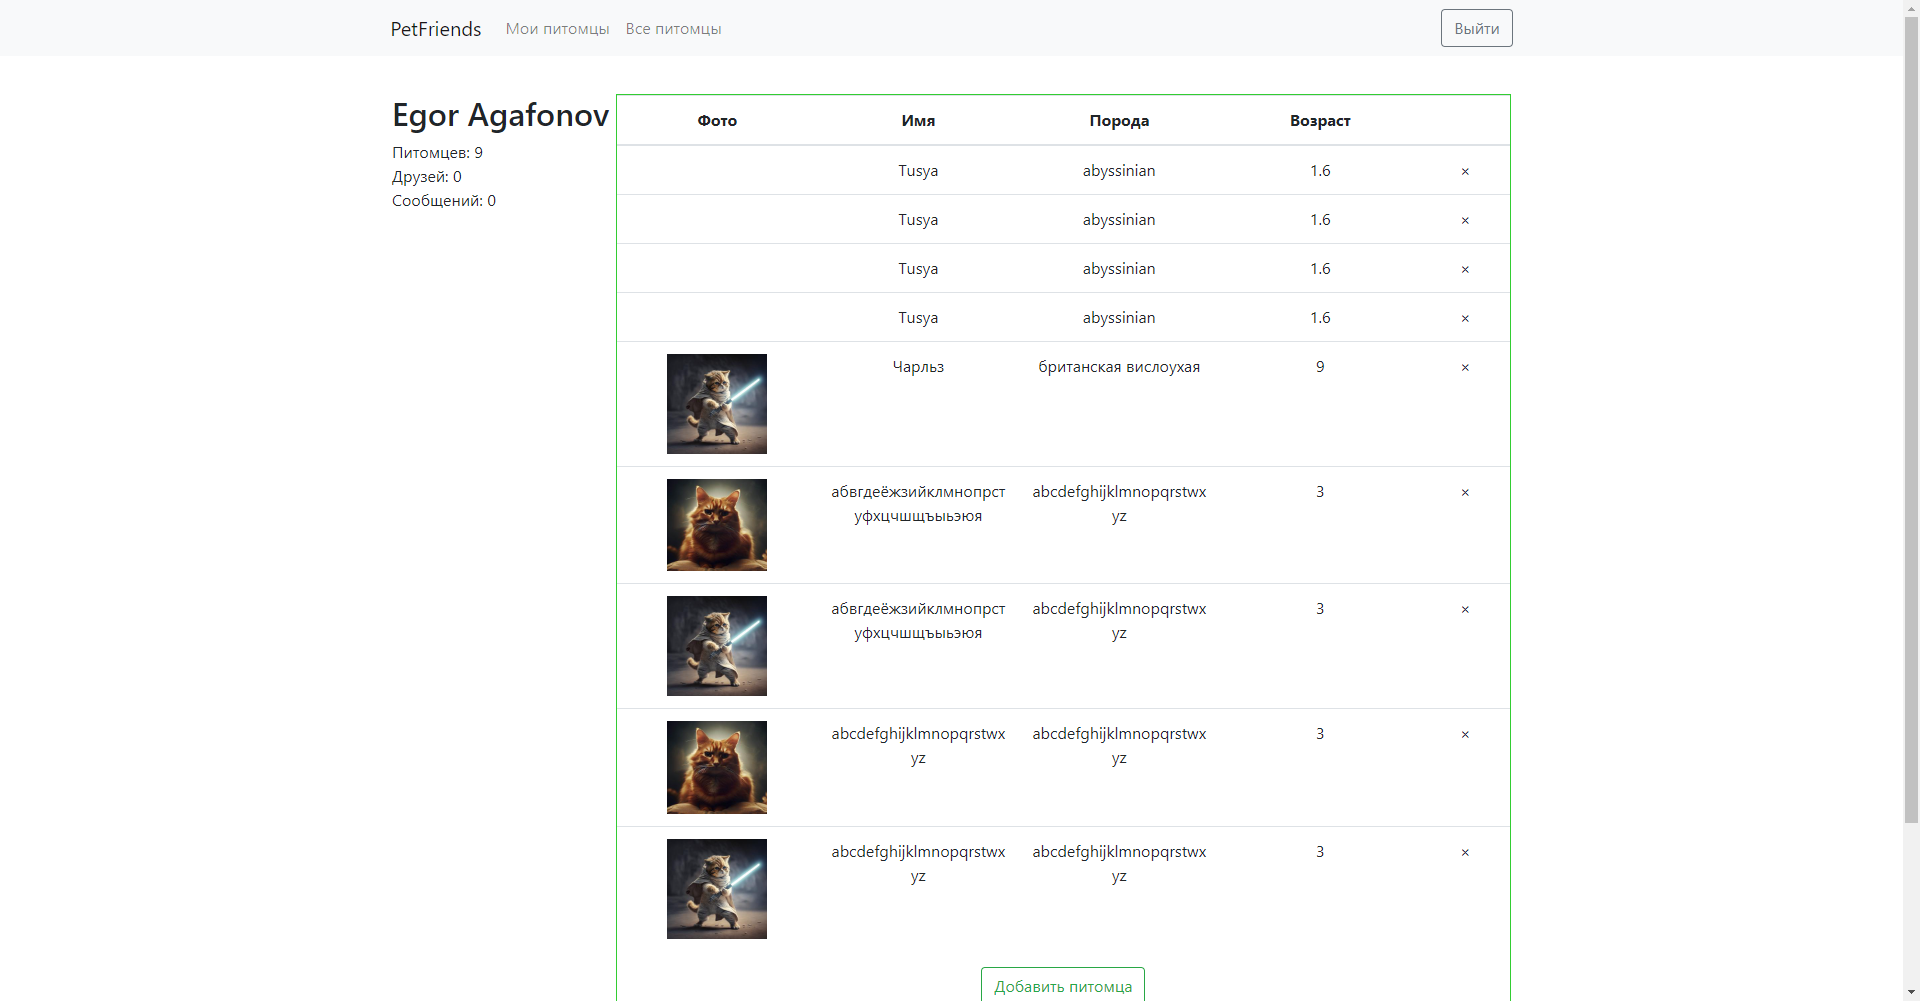 PetFriends Мои питомцы Все питомцы Выйти
Egor Agafonov
Питомцев: 9
Друзей: 0
Сообщений: 0
Фото Имя Порода Возраст
Tusya abyssinian 1.6 ×
Tusya abyssinian 1.6 ×
Tusya abyssinian 1.6 ×
Tusya abyssinian 1.6 ×
Чарльз британская вислоухая 9 ×
абвгдеёжзийклмнопрст abcdefghijklmnopqrstwx 3 ×
уфхцчшщъыьэюя yz
абвгдеёжзийклмнопрст abcdefghijklmnopqrstwx 3 ×
уфхцчшщъыьэюя yz
abcdefghijklmnopqrstwx abcdefghijklmnopqrstwx 3 ×
yz yz
abcdefghijklmnopqrstwx abcdefghijklmnopqrstwx 3 ×
yz yz
Добавить питомца